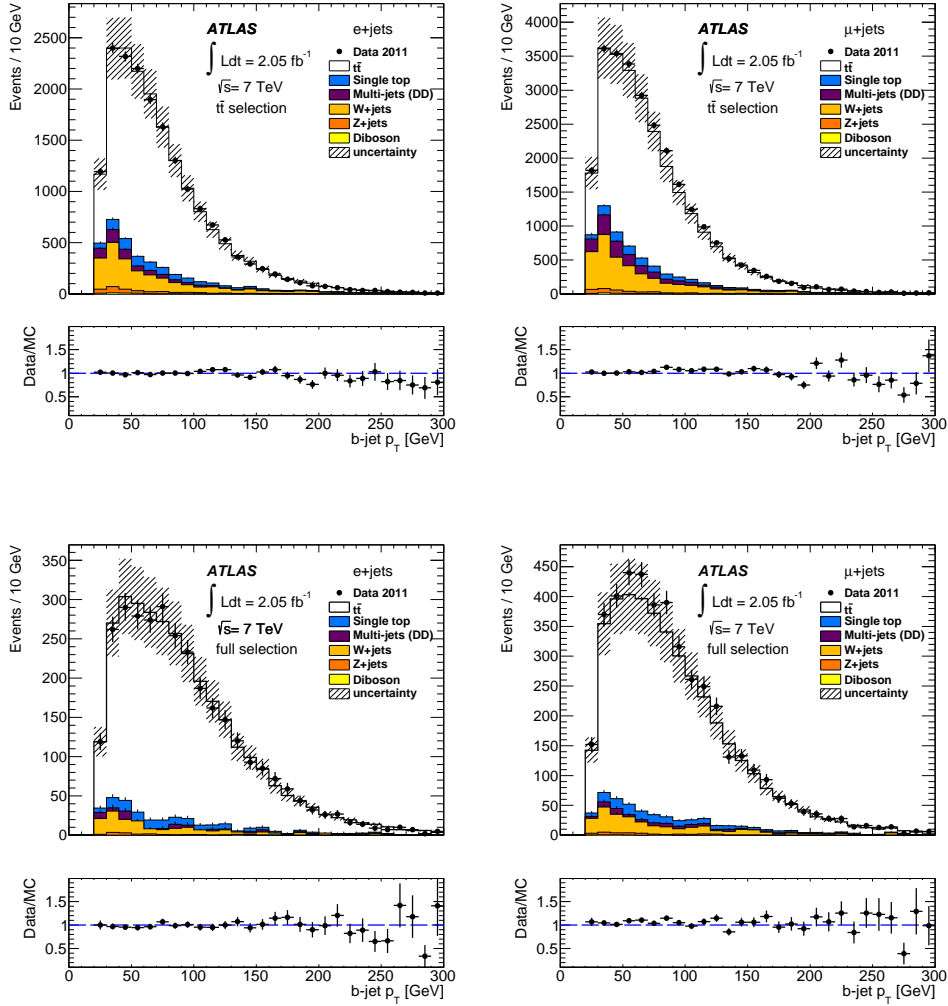 Events / 10 GeV
2500
2000
1500
1000
500
0
ATLAS
∫ Ldt = 2.05 fb⁻¹
√s= 7 TeV
tt̄ selection
e+jets
Data 2011
tt̄
Single top
Multi-jets (DD)
W+jets
Z+jets
Diboson
uncertainty
Data/MC
1.5
1
0.5
0 50 100 150 200 250 300
b-jet p_T [GeV]
Events / 10 GeV
4000
3500
3000
2500
2000
1500
1000
500
0
ATLAS
∫ Ldt = 2.05 fb⁻¹
√s= 7 TeV
tt̄ selection
μ+jets
Data 2011
tt̄
Single top
Multi-jets (DD)
W+jets
Z+jets
Diboson
uncertainty
Data/MC
1.5
1
0.5
0 50 100 150 200 250 300
b-jet p_T [GeV]
Events / 10 GeV
350
300
250
200
150
100
50
0
ATLAS
∫ Ldt = 2.05 fb⁻¹
√s= 7 TeV
full selection
e+jets
Data 2011
tt̄
Single top
Multi-jets (DD)
W+jets
Z+jets
Diboson
uncertainty
Data/MC
1.5
1
0.5
0 50 100 150 200 250 300
b-jet p_T [GeV]
Events / 10 GeV
450
400
350
300
250
200
150
100
50
0
ATLAS
∫ Ldt = 2.05 fb⁻¹
√s= 7 TeV
full selection
μ+jets
Data 2011
tt̄
Single top
Multi-jets (DD)
W+jets
Z+jets
Diboson
uncertainty
Data/MC
1.5
1
0.5
0 50 100 150 200 250 300
b-jet p_T [GeV]